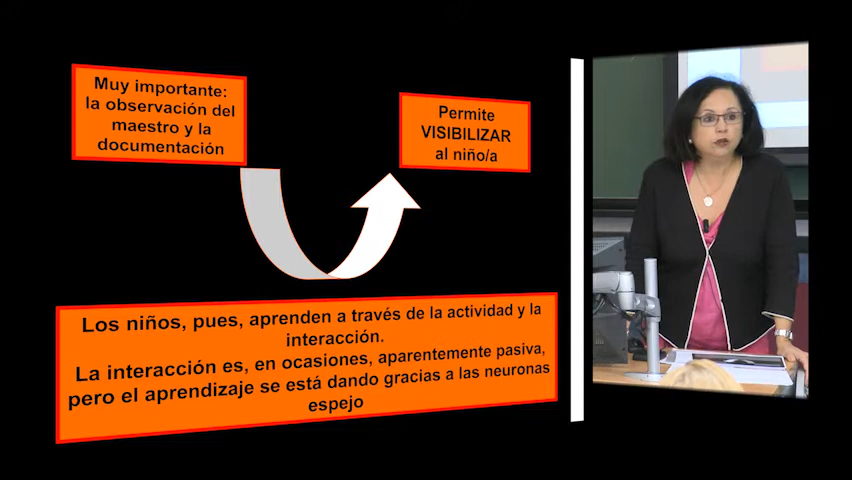 Muy importante:
la observación del
maestro y la
documentación
Permite
VISIBILIZAR
al niño/a
Los niños, pues, aprenden a través de la actividad y la
interacción.
La interacción es, en ocasiones, aparentemente pasiva,
pero el aprendizaje se está dando gracias a las neuronas
espejo